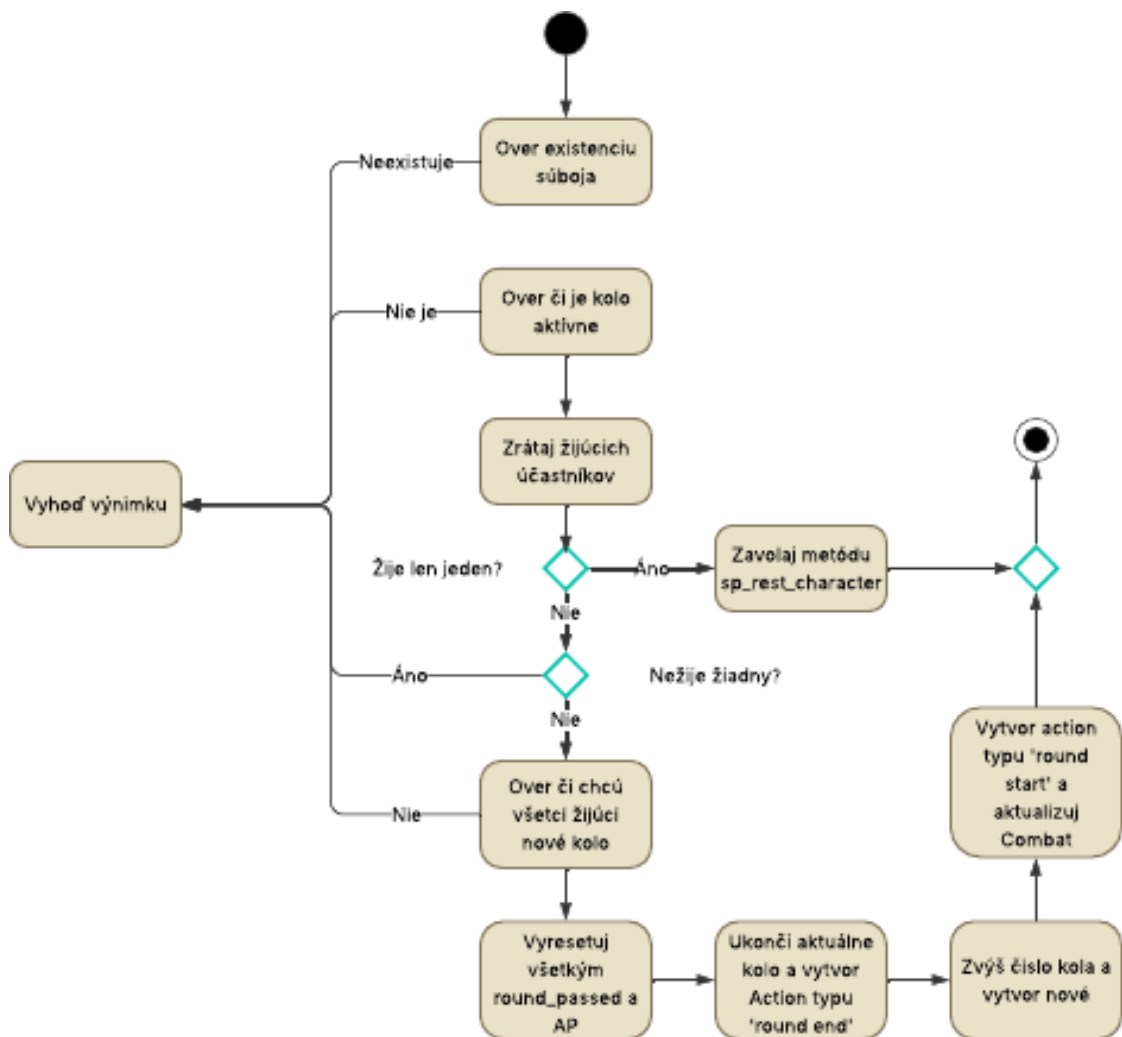 Over existenciu
súboja
Neexistuje
Over či je kolo
aktívne
Nie je
Zrátaj žijúcich
účastníkov
Vyhoď výnimku
Žije len jeden?
Áno
Zavolaj metódu
sp_rest_character
Nie
Áno
Nežije žiadny?
Nie
Over či chcú
všetci žijúci
nové kolo
Nie
Vytvor action
typu 'round
start' a
aktualizuj
Combat
Vyresetuj
všetkým
round_passed a
AP
Ukonči aktuálne
kolo a vytvor
Action typu
'round end'
Zvýš číslo kola a
vytvor nové